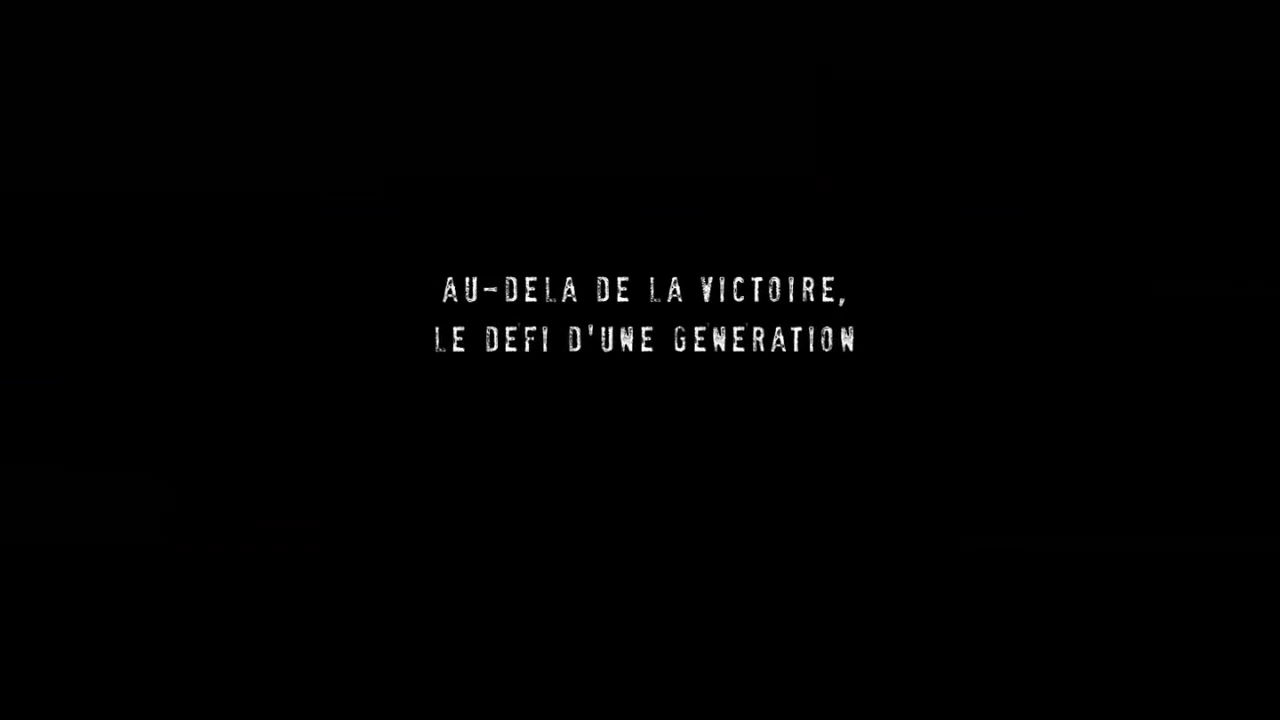 AU-DELA DE LA VICTOIRE,
LE DEFI D'UNE GENERATION